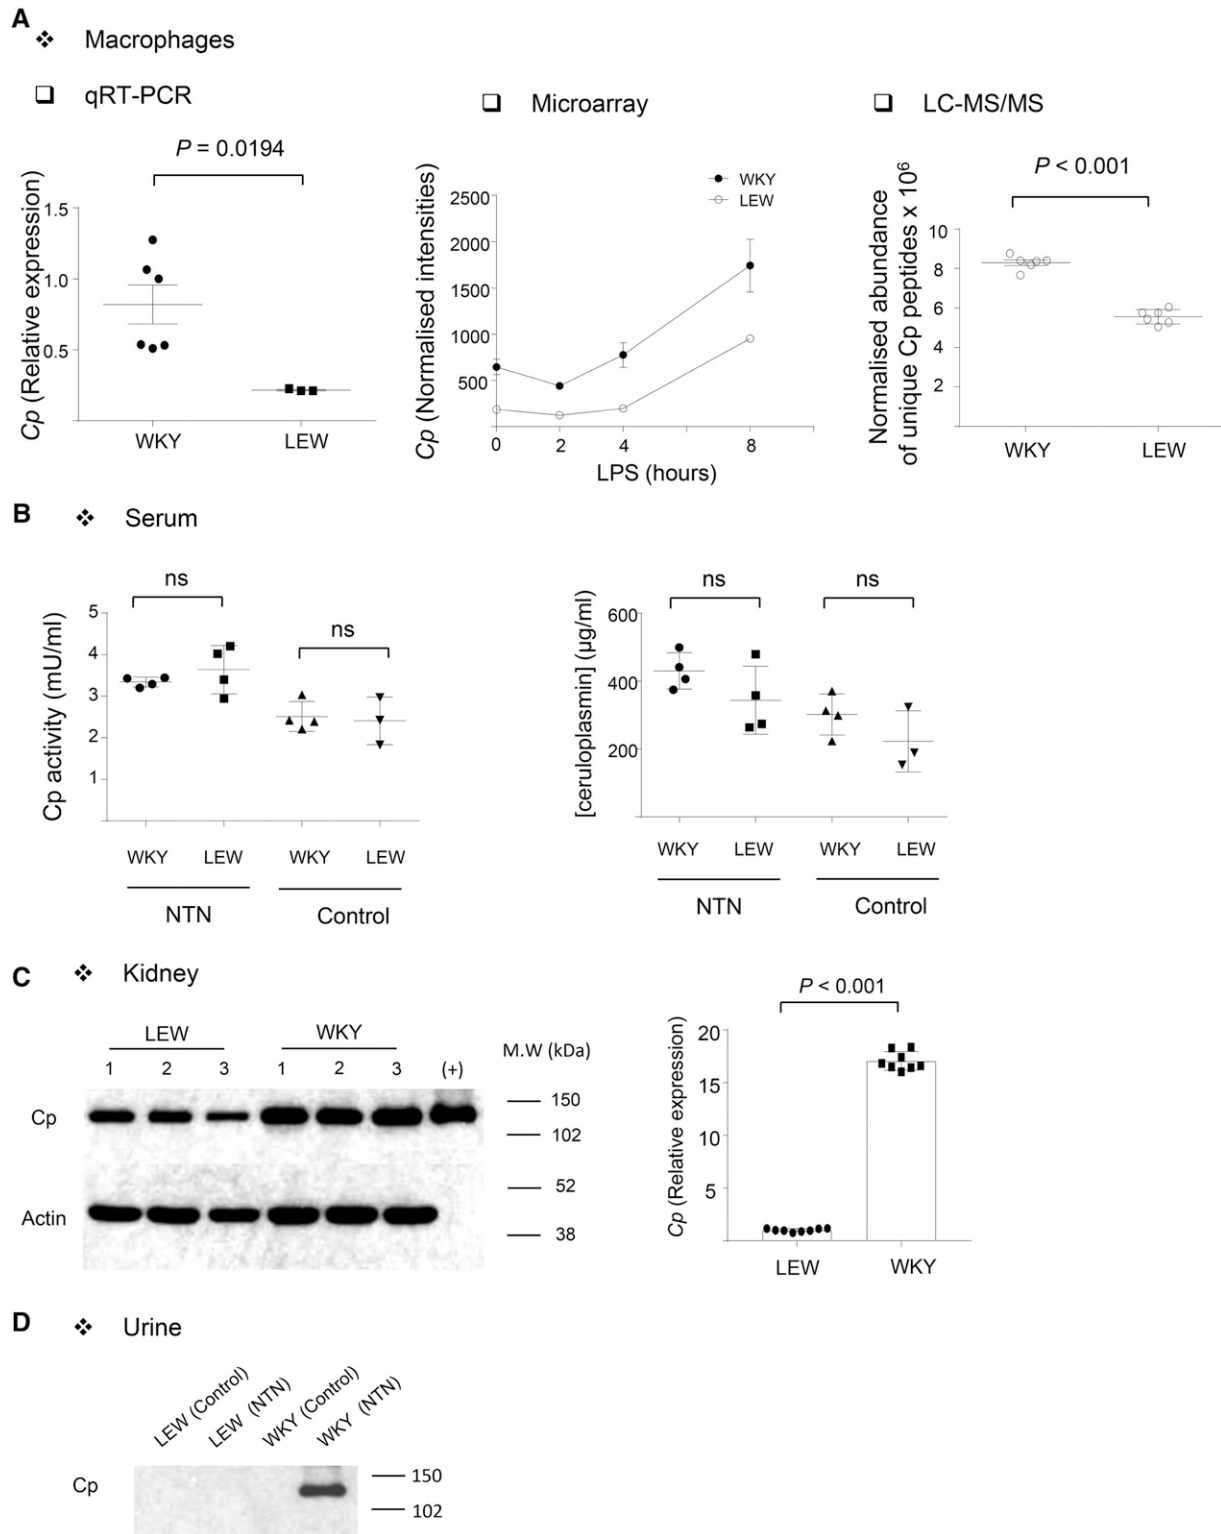 A
❖ Macrophages
❑ qRT-PCR
❑ Microarray
❑ LC-MS/MS
P = 0.0194
Cp (Relative expression)
1.5
1.0
0.5
WKY LEW
Cp (Normalised intensities)
WKY
LEW
2500
2000
1500
1000
500
0 2 4 8
LPS (hours)
P < 0.001
Normalised abundance
of unique Cp peptides x 10⁶
10
8
6
4
2
WKY LEW
B
❖ Serum
ns
ns
Cp activity (mU/ml)
5
4
3
2
1
WKY LEW WKY LEW
NTN Control
ns ns
[ceruloplasmin] (µg/ml)
600
400
200
WKY LEW WKY LEW
NTN Control
C
❖ Kidney
LEW WKY
1 2 3 1 2 3 (+)
M.W (kDa)
Cp
150
102
52
Actin
38
P < 0.001
Cp (Relative expression)
20
15
10
5
LEW WKY
D
❖ Urine
LEW (Control)
LEW (NTN)
WKY (Control)
WKY (NTN)
Cp
150
102